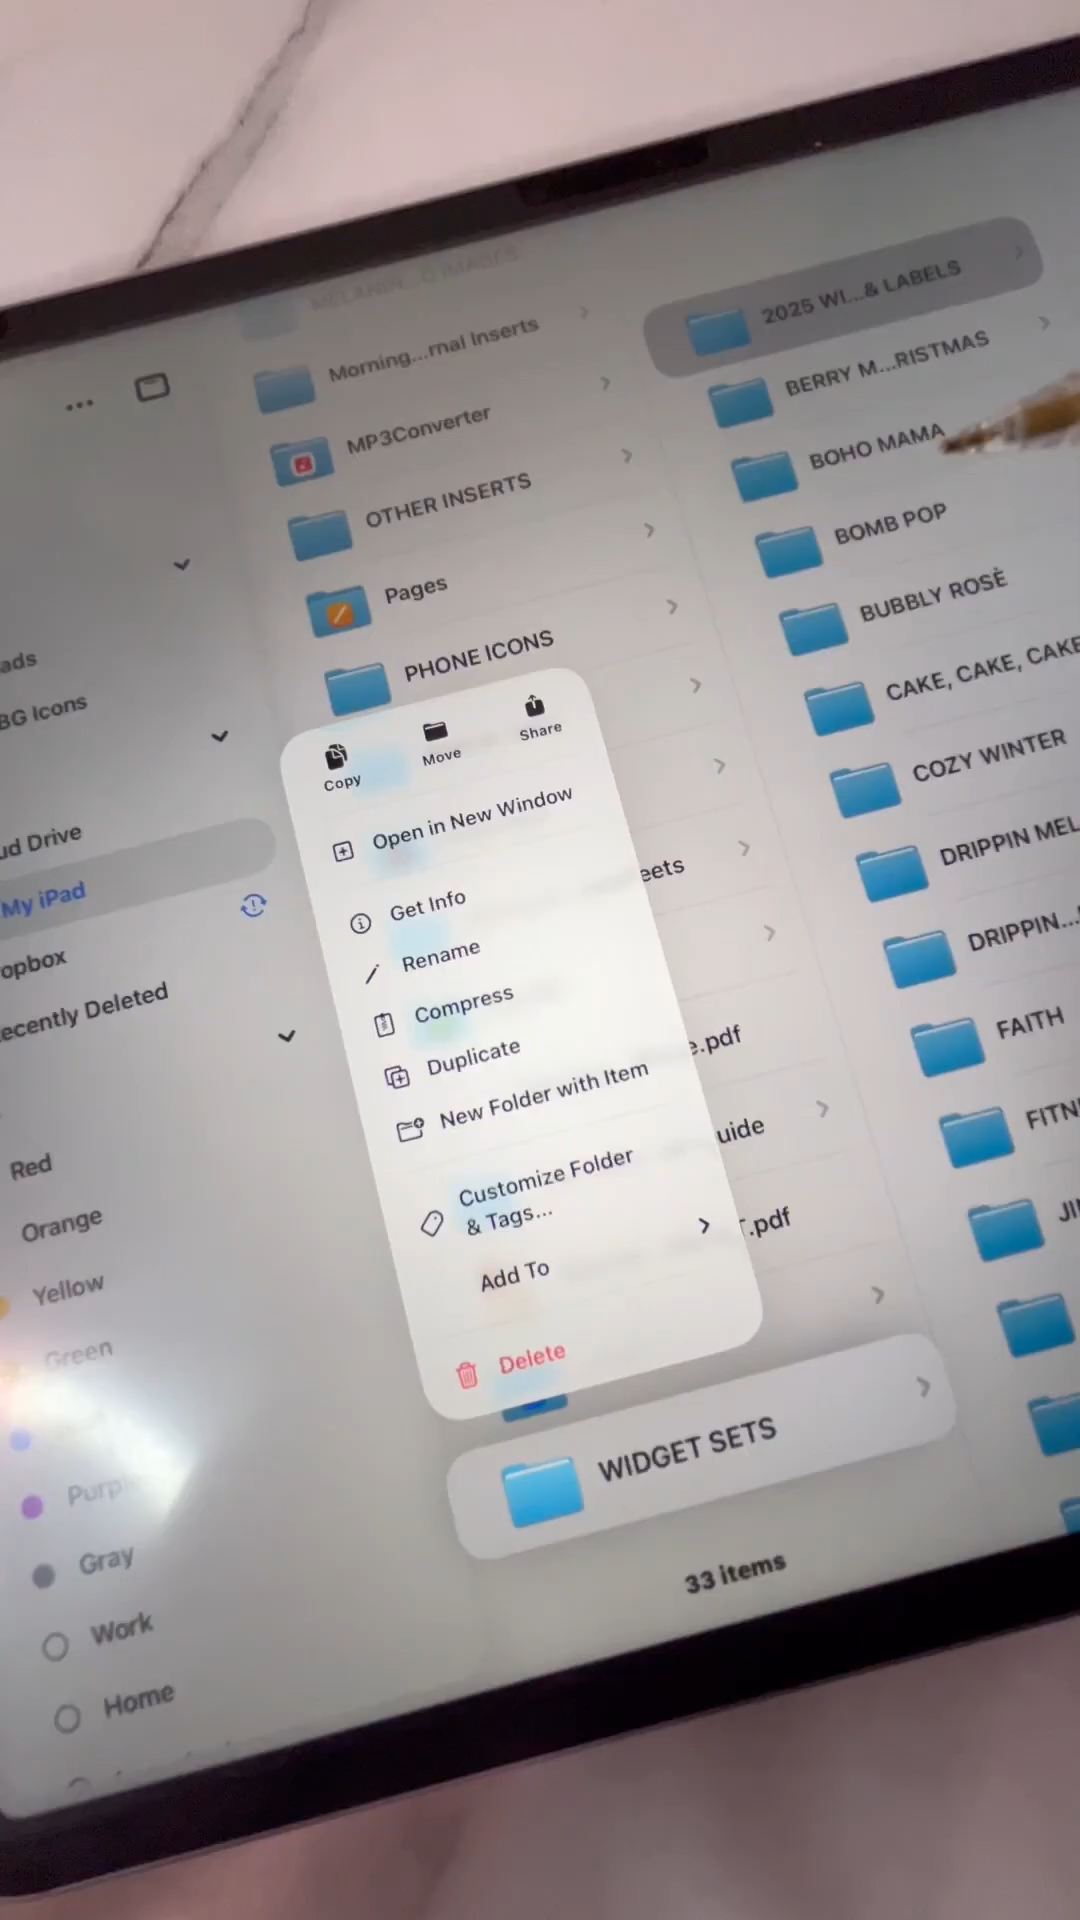 ads
BG Icons
ud Drive
My iPad
opbox
ecently Deleted
Red
Orange
Yellow
Green
Purp
Gray
Work
Home
Morning...rnal Inserts
MP3Converter
OTHER INSERTS
Pages
PHONE ICONS
Copy
Move
Share
Open in New Window
Get Info
Rename
Compress
Duplicate
New Folder with Item
Customize Folder
& Tags...
Add To
Delete
eets
e.pdf
uide
.pdf
WIDGET SETS
33 items
2025 WI...& LABELS
BERRY M...RISTMAS
BOHO MAMA
BOMB POP
BUBBLY ROSÈ
CAKE, CAKE, CAKE
COZY WINTER
DRIPPIN MEL
DRIPPIN...
FAITH
FITN